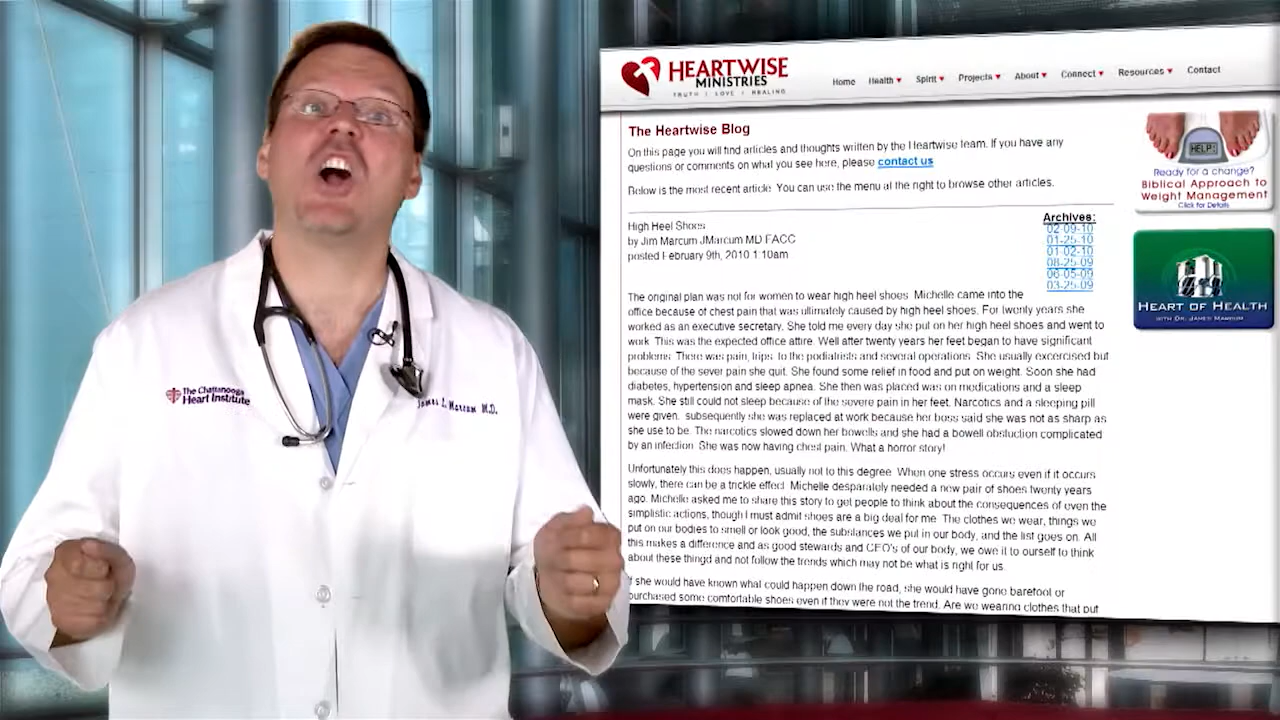 The Chattanooga
Heart Institute
James L. Marcum M.D.
HEARTWISE
MINISTRIES
TRUTH | LOVE | HEALING
Home Health Spirit Projects About Connect Resources Contact
The Heartwise Blog
On this page you will find articles and thoughts written by the Heartwise team. If you have any
questions or comments on what you see here, please contact us
Below is the most recent article. You can use the menu at the right to browse other articles.
High Heel Shoes
by Jim Marcum JMarcum MD FACC
posted February 9th, 2010 1:10am
Archives:
02-09-10
01-25-10
01-02-10
08-25-09
06-05-09
03-25-09
The original plan was not for women to wear high heel shoes. Michelle came into the
office because of chest pain that was ultimately caused by high heel shoes. For twenty years she
worked as an executive secretary. She told me every day she put on her high heel shoes and went to
work. This was the expected office attire. Well after twenty years her feet began to have significant
problems. There was pain, trips to the podiatrists and several operations. She usually excercised but
because of the sever pain she quit. She found some relief in food and put on weight. Soon she had
diabetes, hypertension and sleep apnea. She then was placed was on medications and a sleep
mask. She still could not sleep because of the severe pain in her feet. Narcotics and a sleeping pill
were given. subsequently she was replaced at work because her boss said she was not as sharp as
she use to be. The narcotics slowed down her bowells and she had a bowell obstuction complicated
by an infection. She was now having chest pain. What a horror story!
Unfortunately this does happen, usually not to this degree. When one stress occurs even if it occurs
slowly, there can be a trickle effect. Michelle desparately needed a new pair of shoes twenty years
ago. Michelle asked me to share this story to get people to think about the consequences of even the
simplistic actions, though I must admit shoes are a big deal for me. The clothes we wear, things we
put on our bodies to smell or look good, the substances we put in our body, and the list goes on. All
this makes a difference and as good stewards and CFO's of our body, we owe it to ourself to think
about these thingd and not follow the trends which may not be what is right for us.
f she would have known what could happen down the road, she would have gone barefoot or
purchased some comfortable shoes even if they were not the trend. Are we wearing clothes that put
HELP!
Ready for a change?
Biblical Approach to
Weight Management
Click for Details
HEART OF HEALTH
WITH DR. JAMES MARCUM